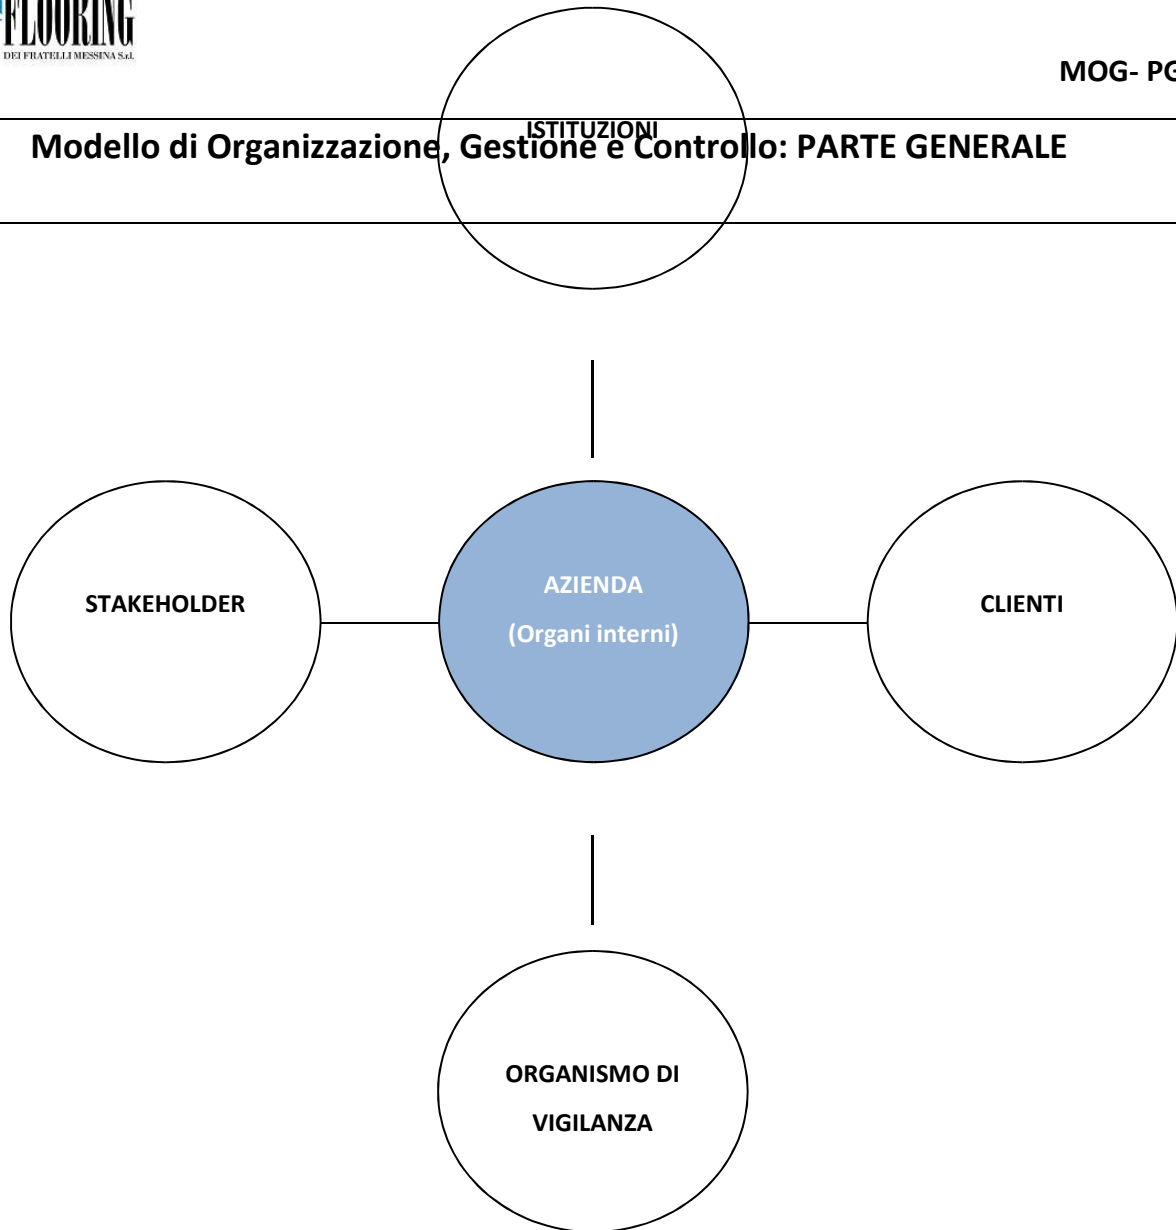 FLOORING
DEI FRATELLI MESSINA S.r.l.
MOG- PG
Modello di Organizzazione, Gestione e Controllo: PARTE GENERALE
ISTITUZIONI
STAKEHOLDER
AZIENDA
(Organi interni)
CLIENTI
ORGANISMO DI
VIGILANZA